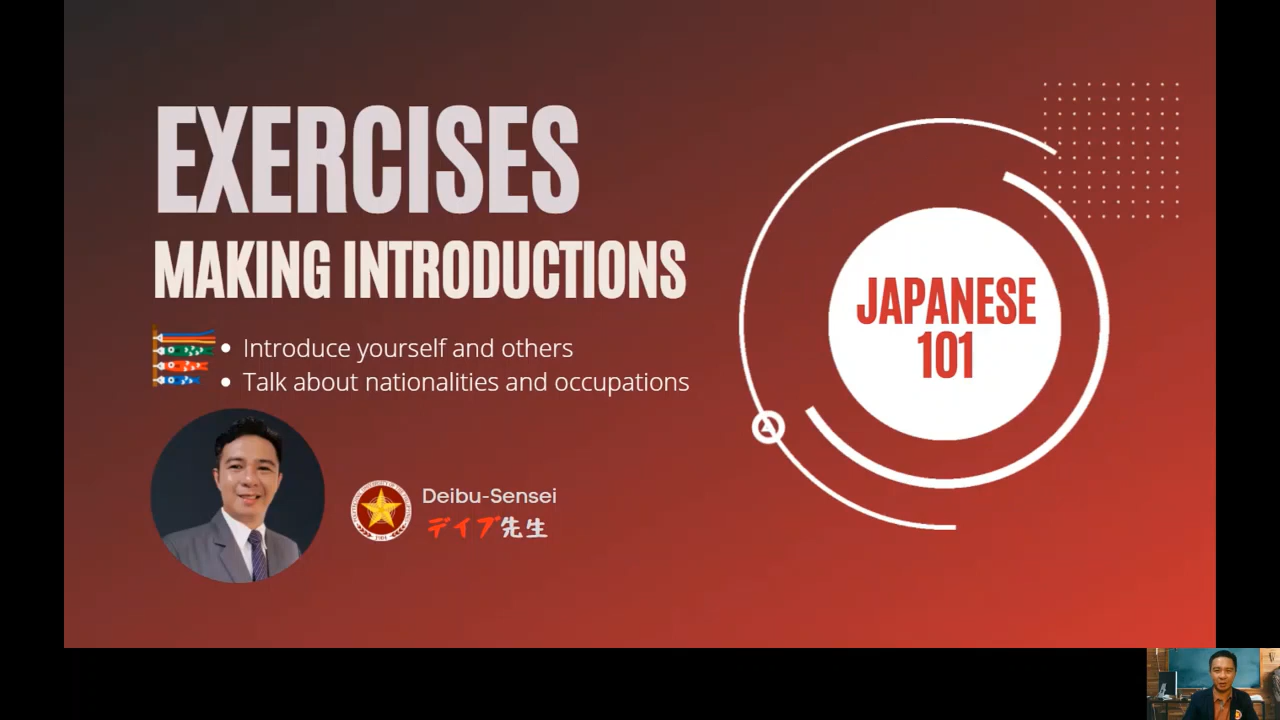 EXERCISES
MAKING INTRODUCTIONS
• Introduce yourself and others
• Talk about nationalities and occupations
Deibu-Sensei
デイブ先生
JAPANESE
101